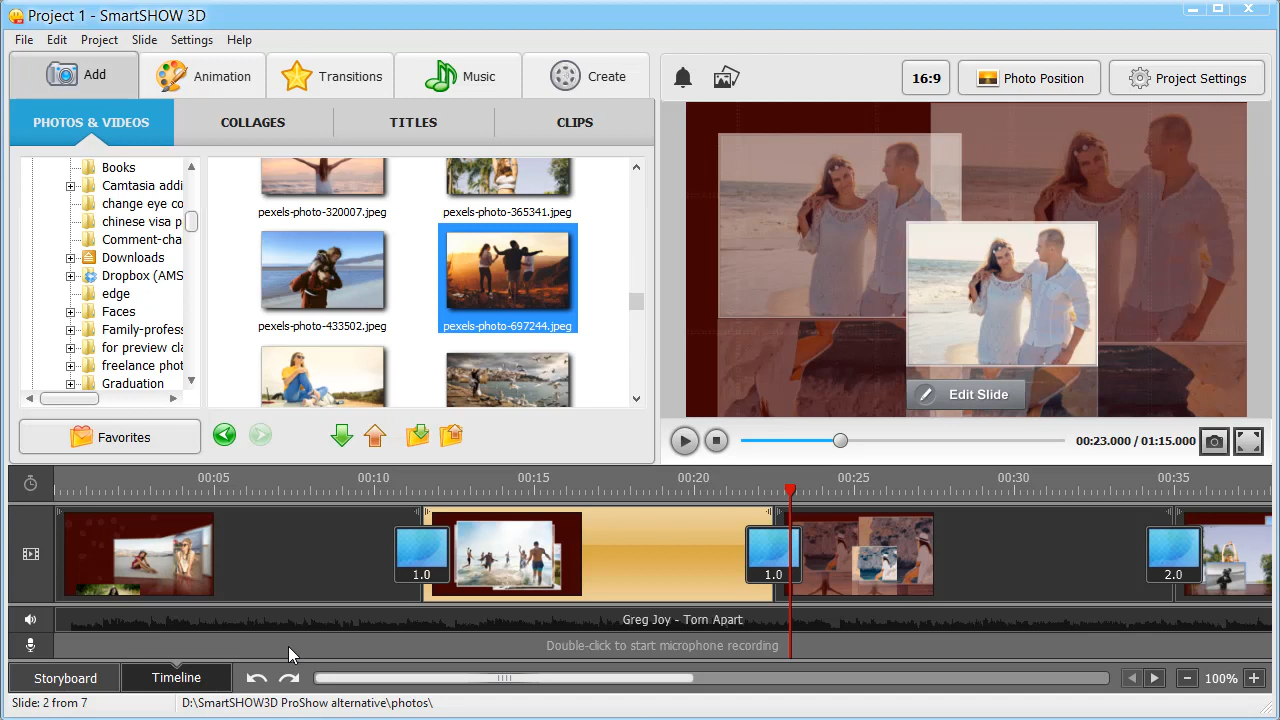 Project 1 - SmartSHOW 3D
File Edit Project Slide Settings Help
Add Animation Transitions Music Create
PHOTOS & VIDEOS COLLAGES TITLES CLIPS
16:9 Photo Position Project Settings
Books
Camtasia addi
change eye co
chinese visa p
Comment-cha
Downloads
Dropbox (AMS
edge
Faces
Family-profess
for preview cla
freelance phot
Graduation
pexels-photo-320007.jpeg pexels-photo-365341.jpeg
pexels-photo-433502.jpeg pexels-photo-697244.jpeg
Favorites
Edit Slide
00:23.000 / 01:15.000
00:05 00:10 00:15 00:20 00:25 00:30 00:35
1.0 1.0 2.0
Greg Joy - Torn Apart
Double-click to start microphone recording
Storyboard Timeline 100%
Slide: 2 from 7 D:\SmartSHOW3D ProShow alternative\photos\